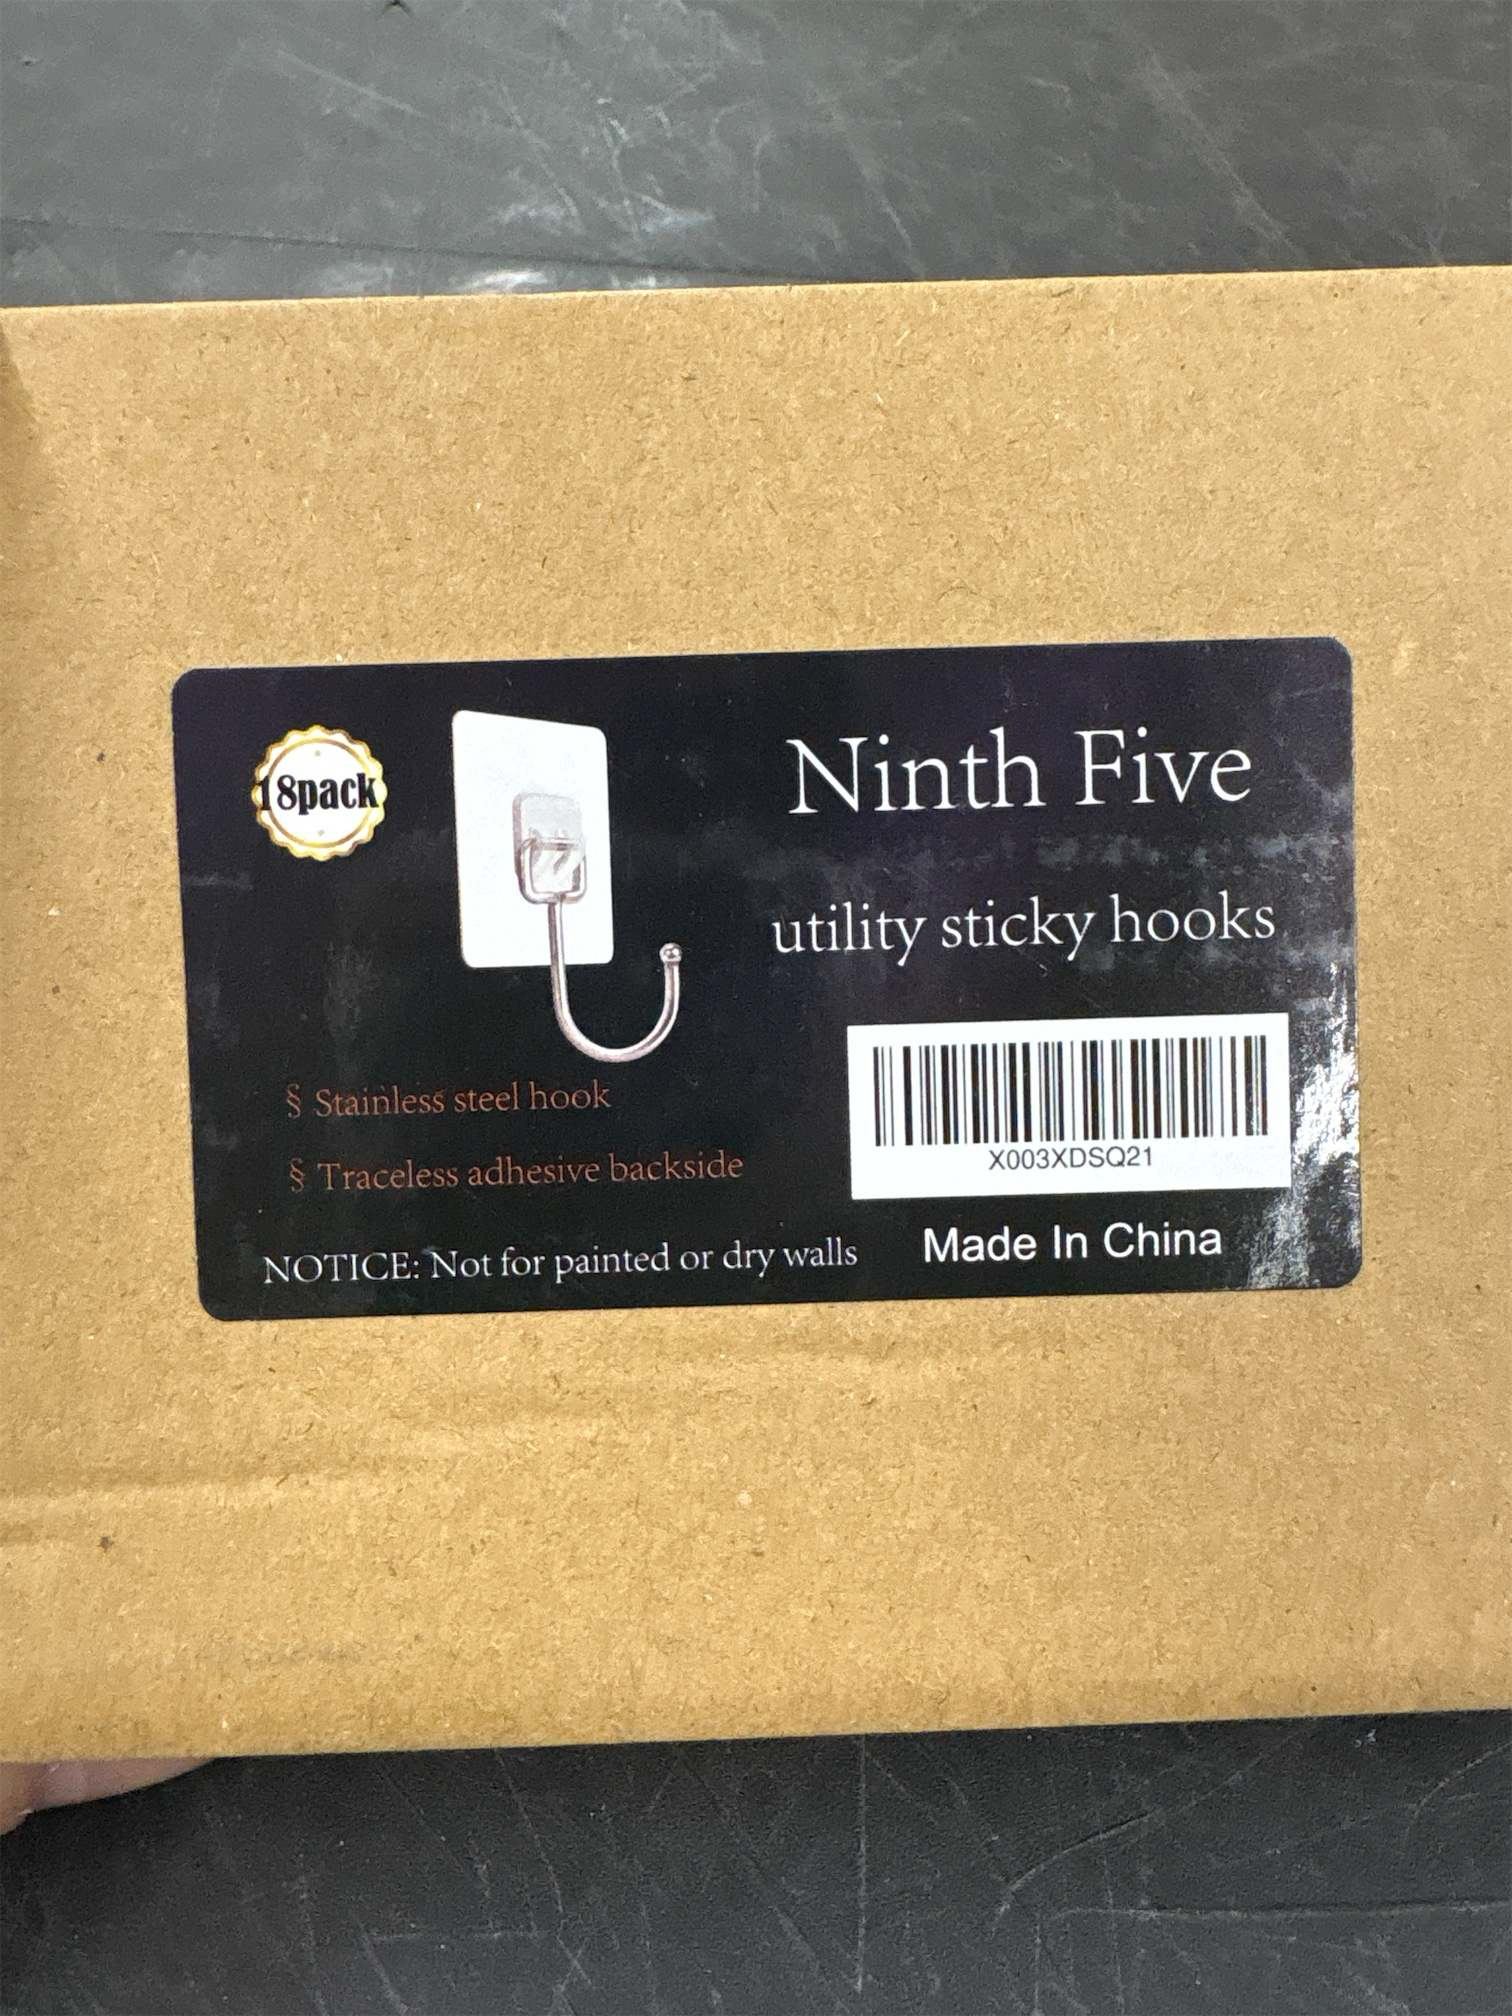 18pack
Ninth Five
utility sticky hooks
§ Stainless steel hook
§ Traceless adhesive backside
X003XDSQ21
NOTICE: Not for painted or dry walls
Made In China